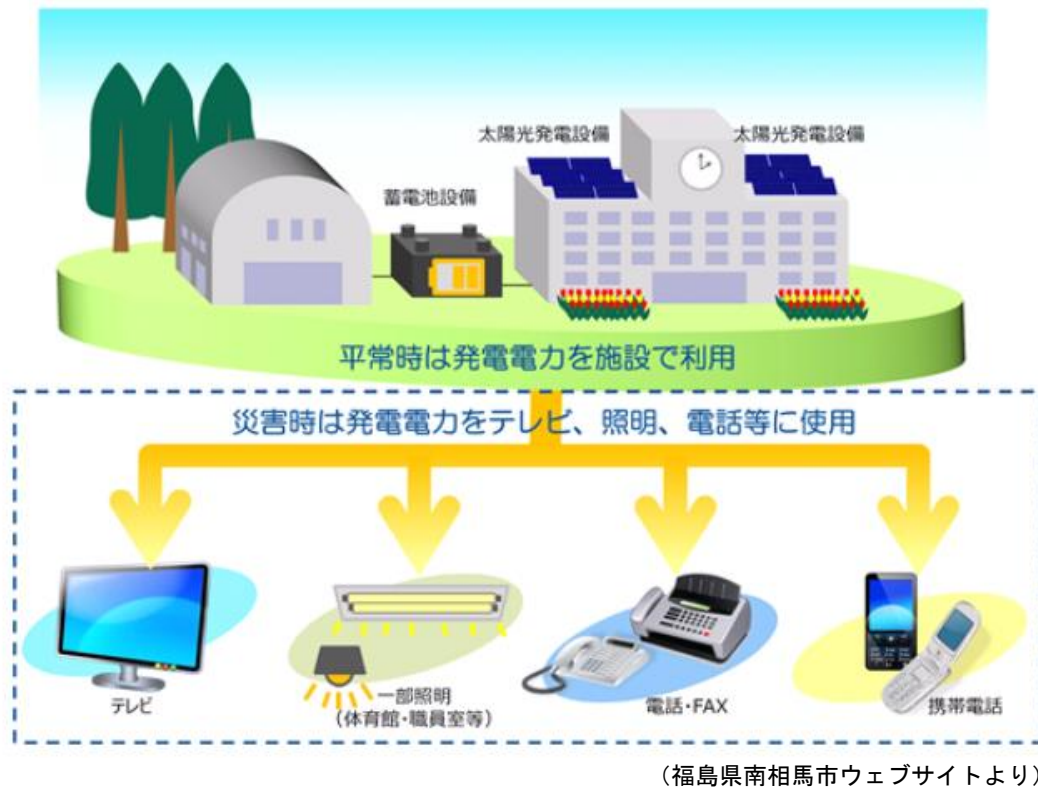 太陽光発電設備
太陽光発電設備
蓄電池設備
平常時は発電電力を施設で利用
災害時は発電電力をテレビ、照明、電話等に使用
テレビ
一部照明
（体育館・職員室等）
電話・FAX
携帯電話
（福島県南相馬市ウェブサイトより）